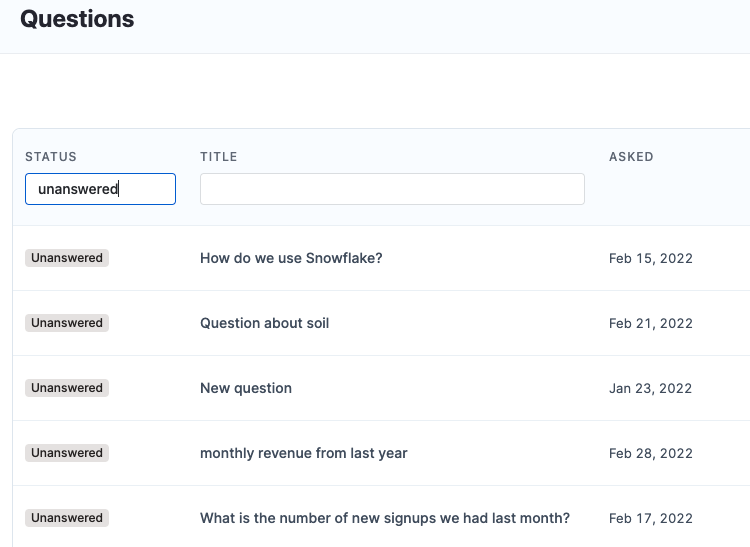 Questions
STATUS TITLE ASKED
unanswered
Unanswered How do we use Snowflake? Feb 15, 2022
Unanswered Question about soil Feb 21, 2022
Unanswered New question Jan 23, 2022
Unanswered monthly revenue from last year Feb 28, 2022
Unanswered What is the number of new signups we had last month? Feb 17, 2022